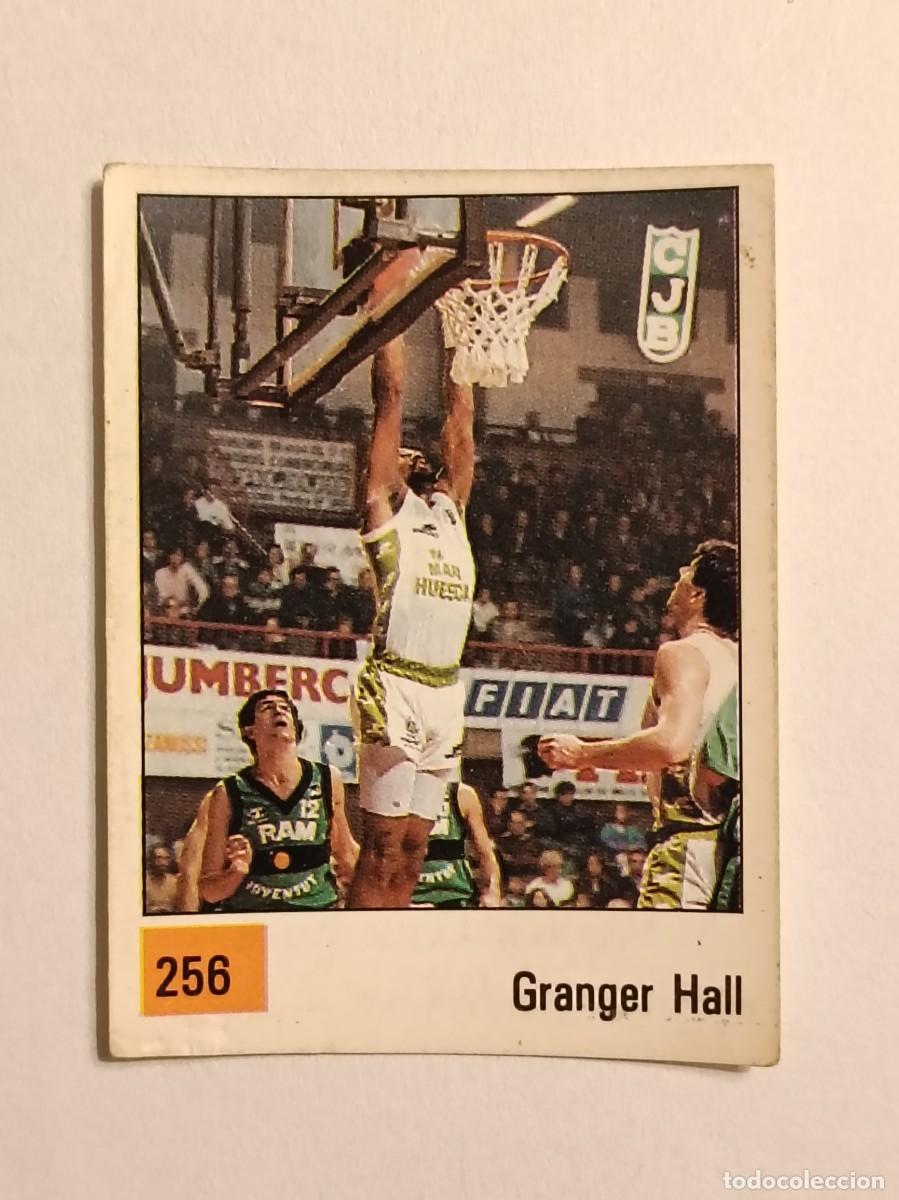 CJB
MAR
HUESCA
UMBERC
FIAT
12
RAM
JOVENTUT
256
Granger Hall
todocoleccion